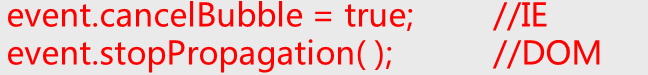 event.cancelBubble = true; //IE
event.stopPropagation( ); //DOM